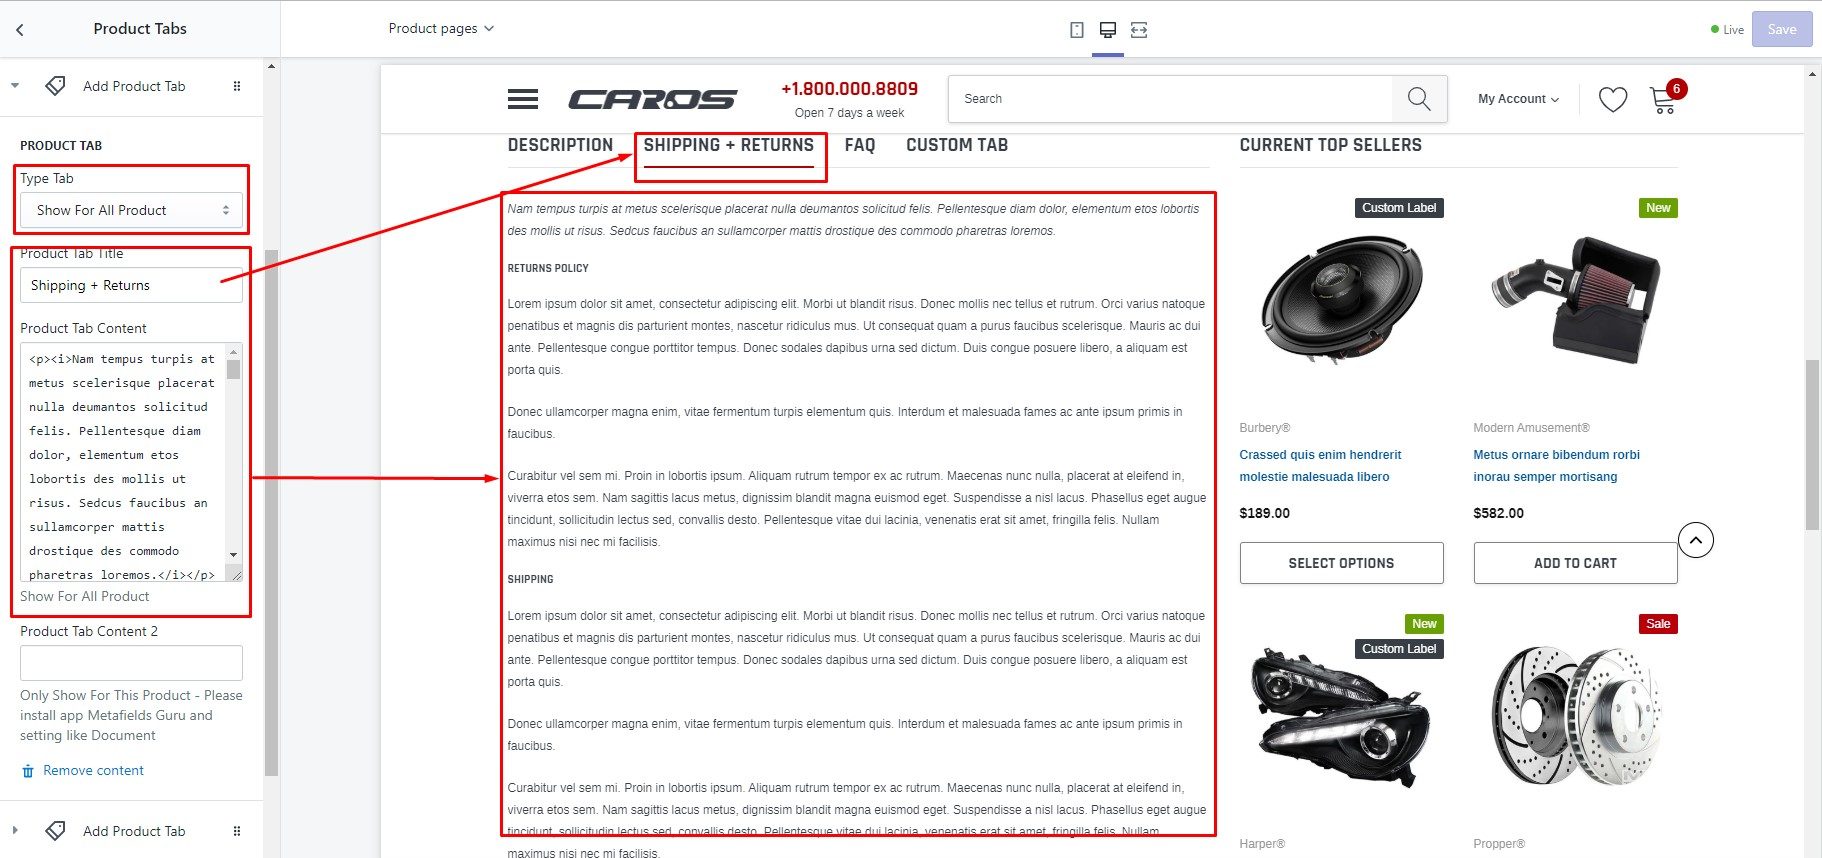 Product Tabs
Product pages
Live
Save
Add Product Tab
PRODUCT TAB
Type Tab
Show For All Product
Product Tab Title
Shipping + Returns
Product Tab Content
<p><i>Nam tempus turpis at
metus scelerisque placerat
nulla deumantos solicitud
felis. Pellentesque diam
dolor, elementum etos
lobortis des mollis ut
risus. Sedcus faucibus an
sullamcorper mattis
drostique des commodo
pharetras loremos.</i></p>
Show For All Product
Product Tab Content 2
Only Show For This Product - Please
install app Metafields Guru and
setting like Document
Remove content
Add Product Tab
CAROS
+1.800.000.8809
Open 7 days a week
Search
My Account
6
DESCRIPTION
SHIPPING + RETURNS
FAQ
CUSTOM TAB
Nam tempus turpis at metus scelerisque placerat nulla deumantos solicitud felis. Pellentesque diam dolor, elementum etos lobortis
des mollis ut risus. Sedcus faucibus an sullamcorper mattis drostique des commodo pharetras loremos.
RETURNS POLICY
Lorem ipsum dolor sit amet, consectetur adipiscing elit. Morbi ut blandit risus. Donec mollis nec tellus et rutrum. Orci varius natoque
penatibus et magnis dis parturient montes, nascetur ridiculus mus. Ut consequat quam a purus faucibus scelerisque. Mauris ac dui
ante. Pellentesque congue porttitor tempus. Donec sodales dapibus urna sed dictum. Duis congue posuere libero, a aliquam est
porta quis.
Donec ullamcorper magna enim, vitae fermentum turpis elementum quis. Interdum et malesuada fames ac ante ipsum primis in
faucibus.
Curabitur vel sem mi. Proin in lobortis ipsum. Aliquam rutrum tempor ex ac rutrum. Maecenas nunc nulla, placerat at eleifend in,
viverra etos sem. Nam sagittis lacus metus, dignissim blandit magna euismod eget. Suspendisse a nisl lacus. Phasellus eget augue
tincidunt, sollicitudin lectus sed, convallis desto. Pellentesque vitae dui lacinia, venenatis erat sit amet, fringilla felis. Nullam
maximus nisi nec mi facilisis.
SHIPPING
Lorem ipsum dolor sit amet, consectetur adipiscing elit. Morbi ut blandit risus. Donec mollis nec tellus et rutrum. Orci varius natoque
penatibus et magnis dis parturient montes, nascetur ridiculus mus. Ut consequat quam a purus faucibus scelerisque. Mauris ac dui
ante. Pellentesque congue porttitor tempus. Donec sodales dapibus urna sed dictum. Duis congue posuere libero, a aliquam est
porta quis.
Donec ullamcorper magna enim, vitae fermentum turpis elementum quis. Interdum et malesuada fames ac ante ipsum primis in
faucibus.
Curabitur vel sem mi. Proin in lobortis ipsum. Aliquam rutrum tempor ex ac rutrum. Maecenas nunc nulla, placerat at eleifend in,
viverra etos sem. Nam sagittis lacus metus, dignissim blandit magna euismod eget. Suspendisse a nisl lacus. Phasellus eget augue
tincidunt, sollicitudin lectus sed, convallis desto. Pellentesque vitae dui lacinia, venenatis erat sit amet, fringilla felis. Nullam
maximus nisi nec mi facilisis.
CURRENT TOP SELLERS
Custom Label
Burbery®
Crassed quis enim hendrerit
molestie malesuada libero
$189.00
SELECT OPTIONS
New
Modern Amusement®
Metus ornare bibendum rorbi
inorau semper mortisang
$582.00
ADD TO CART
New
Custom Label
Harper®
Sale
Propper®